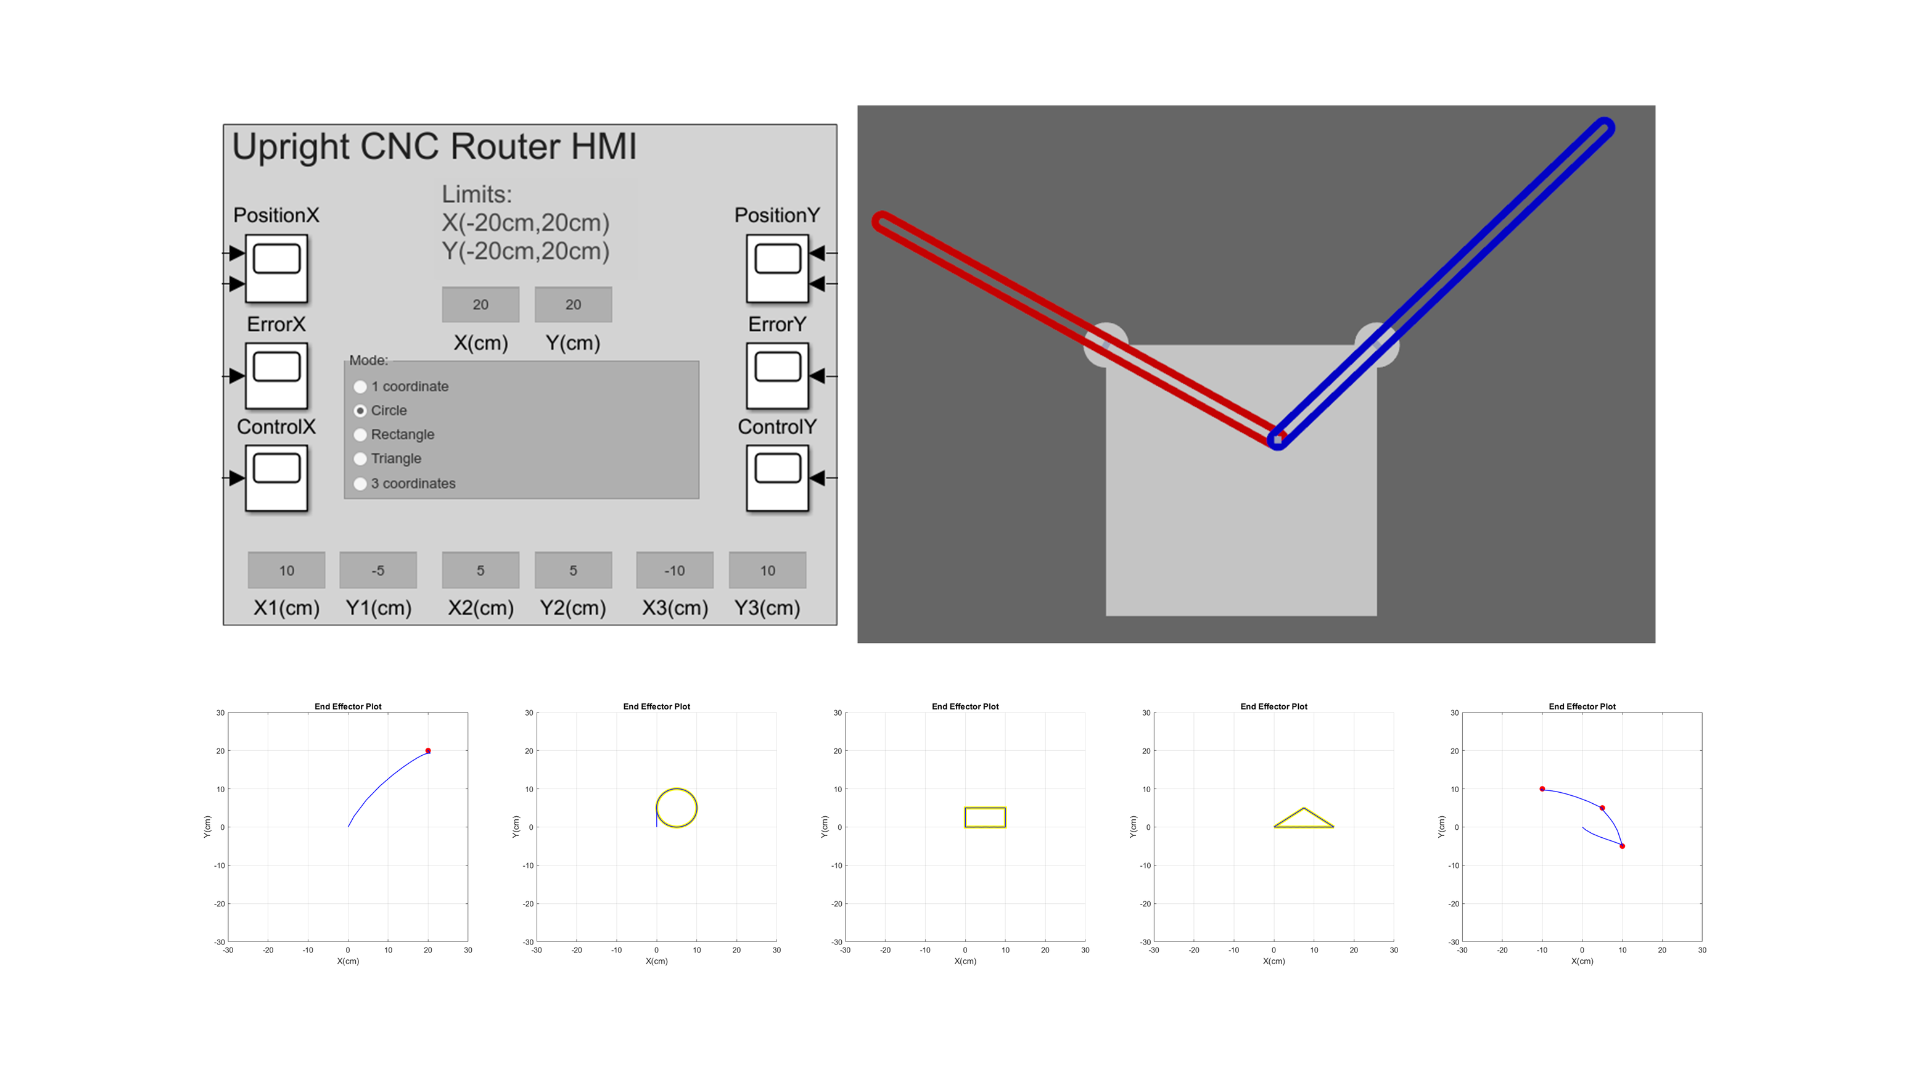 Upright CNC Router HMI
Limits:
X(-20cm,20cm)
Y(-20cm,20cm)
PositionX
PositionY
20
20
X(cm)
Y(cm)
ErrorX
ErrorY
Mode:
1 coordinate
Circle
Rectangle
Triangle
3 coordinates
ControlX
ControlY
10
-5
5
5
-10
10
X1(cm)
Y1(cm)
X2(cm)
Y2(cm)
X3(cm)
Y3(cm)
End Effector Plot
30
20
10
0
-10
-20
-30
Y(cm)
-30 -20 -10 0 10 20 30
X(cm)
End Effector Plot
30
20
10
0
-10
-20
-30
Y(cm)
-30 -20 -10 0 10 20 30
X(cm)
End Effector Plot
30
20
10
0
-10
-20
-30
Y(cm)
-30 -20 -10 0 10 20 30
X(cm)
End Effector Plot
30
20
10
0
-10
-20
-30
Y(cm)
-30 -20 -10 0 10 20 30
X(cm)
End Effector Plot
30
20
10
0
-10
-20
-30
Y(cm)
-30 -20 -10 0 10 20 30
X(cm)